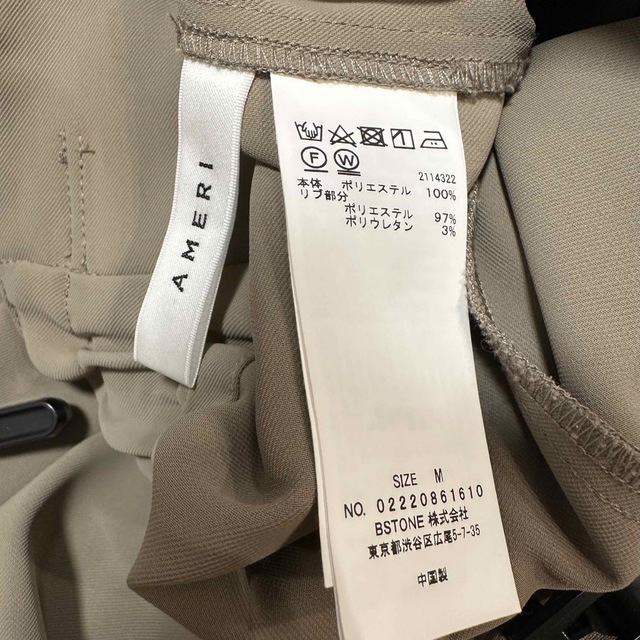 AMERI
F W
2114322
本体 ポリエステル 100%
リブ部分
ポリエステル 97%
ポリウレタン 3%
SIZE M
NO. 02220861610
BSTONE 株式会社
東京都渋谷区広尾5-7-35
中国製